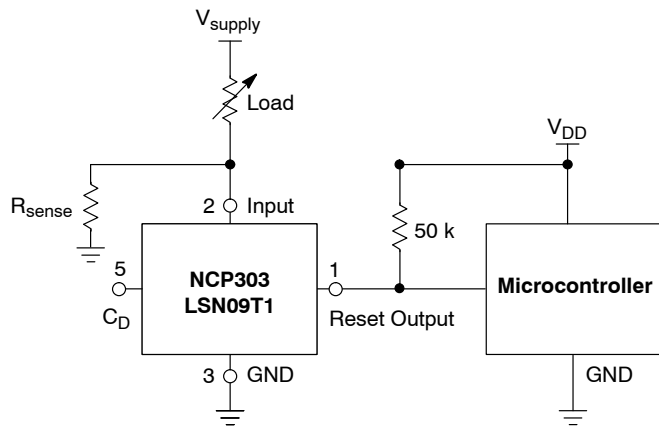 Vsupply
Load
VDD
Rsense
2 Input
50 k
5
CD
NCP303
LSN09T1
1
Reset Output
Microcontroller
3 GND
GND